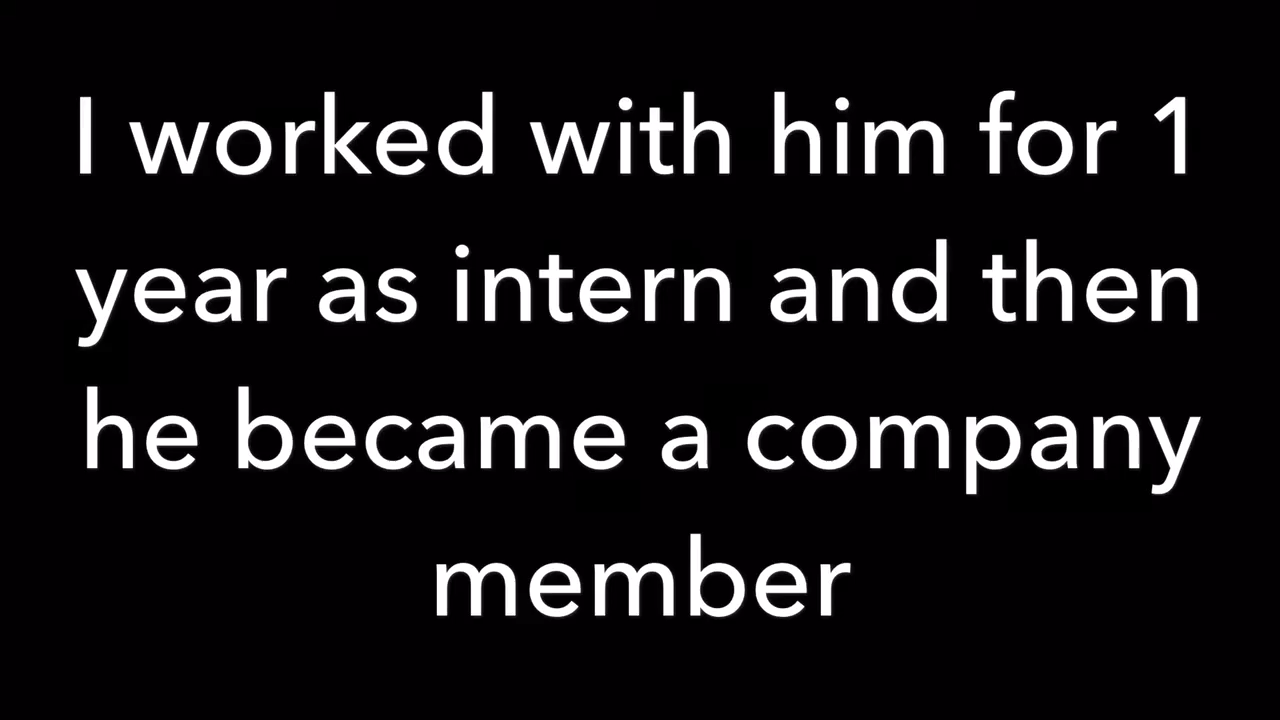 I worked with him for 1
year as intern and then
he became a company
member